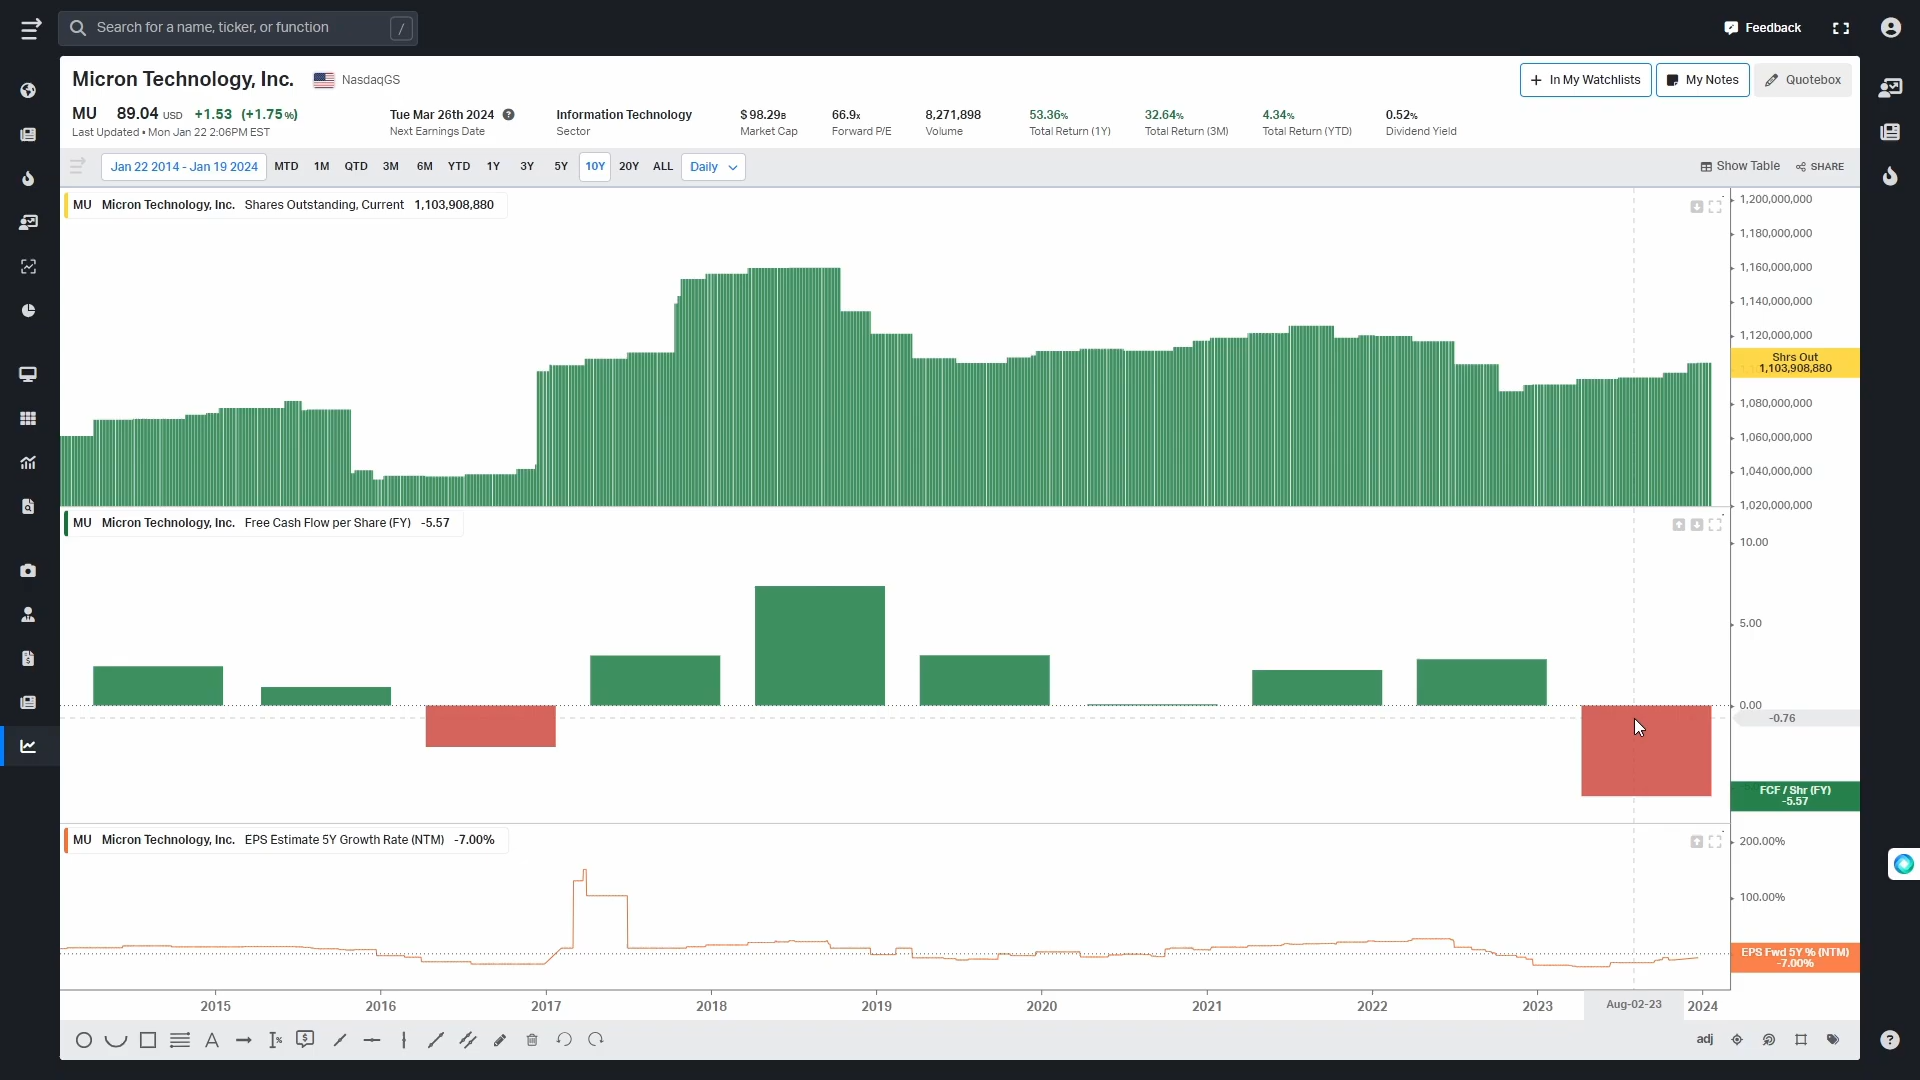 Search for a name, ticker, or function /
Feedback
Micron Technology, Inc. NasdaqGS
In My Watchlists My Notes Quotebox
MU 89.04 USD +1.53 (+1.75%) Tue Mar 26th 2024 Information Technology $98.29B 66.9x 8,271,898 53.36% 32.64% 4.34% 0.52%
Last Updated • Mon Jan 22 2:06PM EST Next Earnings Date Sector Market Cap Forward P/E Volume Total Return (1Y) Total Return (3M) Total Return (YTD) Dividend Yield
Jan 22 2014 - Jan 19 2024 MTD 1M QTD 3M 6M YTD 1Y 3Y 5Y 10Y 20Y ALL Daily Show Table SHARE
MU Micron Technology, Inc. Shares Outstanding, Current 1,103,908,880
1,200,000,000
1,180,000,000
1,160,000,000
1,140,000,000
1,120,000,000
Shrs Out
1,103,908,880
1,080,000,000
1,060,000,000
1,040,000,000
1,020,000,000
MU Micron Technology, Inc. Free Cash Flow per Share (FY) -5.57
10.00
5.00
0.00
-0.76
FCF / Shr (FY)
-5.57
MU Micron Technology, Inc. EPS Estimate 5Y Growth Rate (NTM) -7.00%
200.00%
100.00%
EPS Fwd 5Y % (NTM)
-7.00%
2015 2016 2017 2018 2019 2020 2021 2022 2023 Aug-02-23 2024
A % $ adj
?